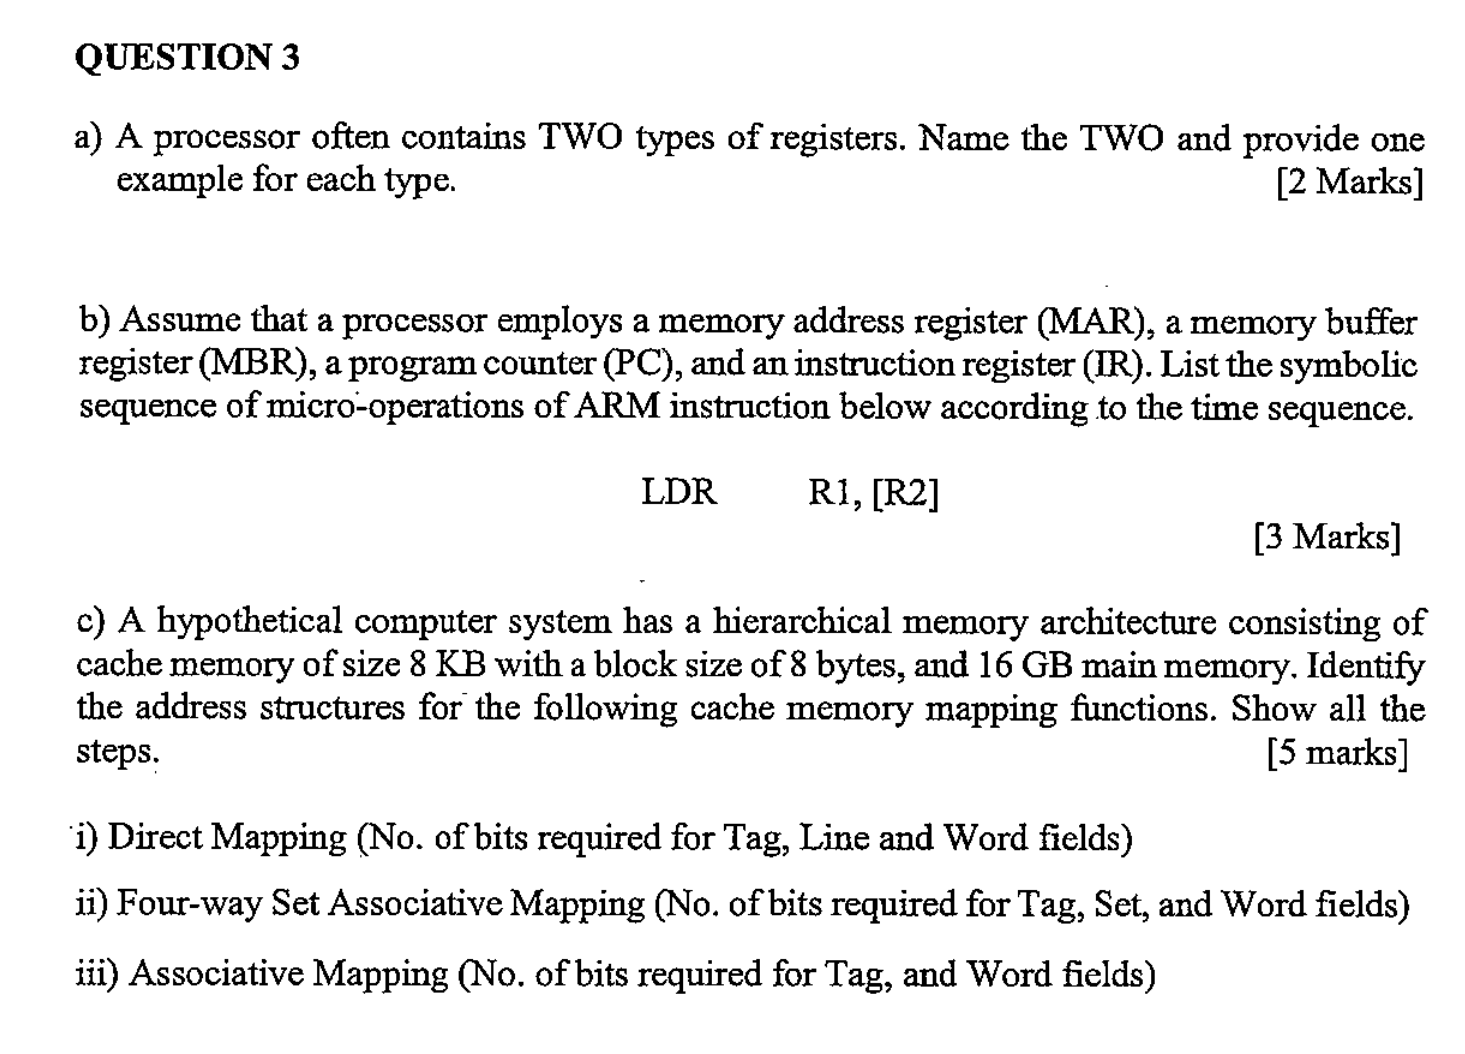 QUESTION 3
a) A processor often contains TWO types of registers. Name the TWO and provide one
example for each type. [2 Marks]
b) Assume that a processor employs a memory address register (MAR), a memory buffer
register (MBR), a program counter (PC), and an instruction register (IR). List the symbolic
sequence of micro-operations of ARM instruction below according to the time sequence.
LDR R1, [R2]
[3 Marks]
c) A hypothetical computer system has a hierarchical memory architecture consisting of
cache memory of size 8 KB with a block size of 8 bytes, and 16 GB main memory. Identify
the address structures for the following cache memory mapping functions. Show all the
steps. [5 marks]
i) Direct Mapping (No. of bits required for Tag, Line and Word fields)
ii) Four-way Set Associative Mapping (No. of bits required for Tag, Set, and Word fields)
iii) Associative Mapping (No. of bits required for Tag, and Word fields)